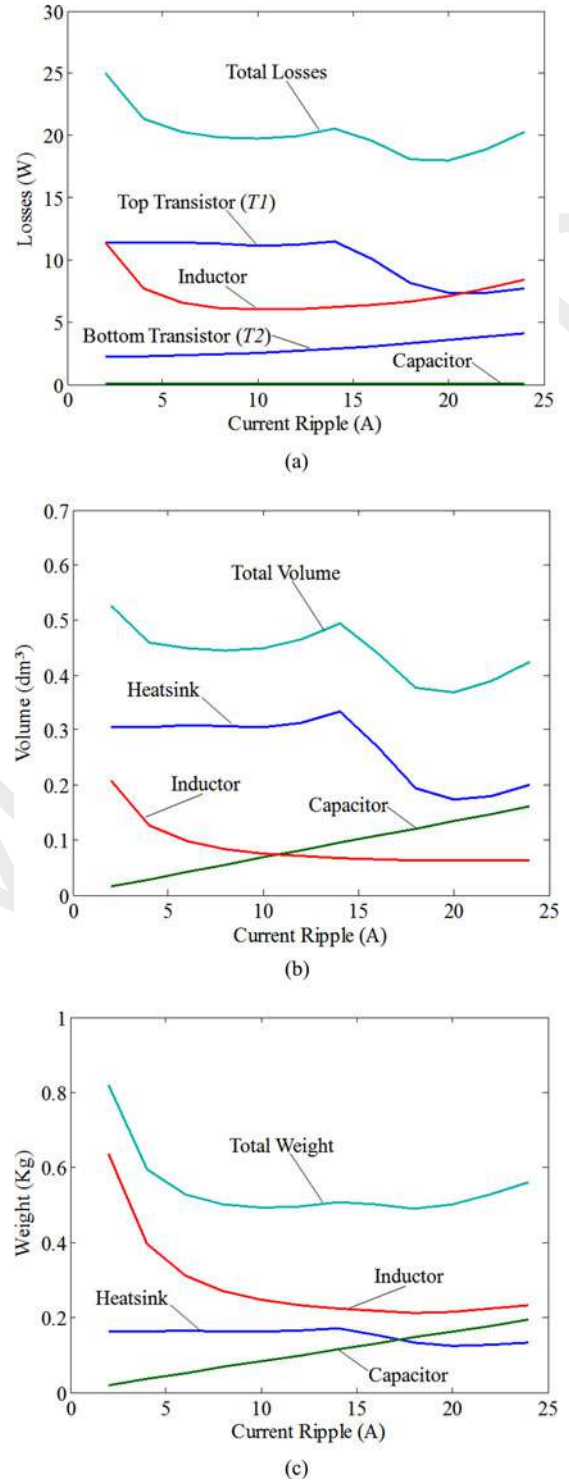 30
25
20
15
10
5
0
Losses (W)
Total Losses
Top Transistor (T1)
Inductor
Bottom Transistor (T2)
Capacitor
0 5 10 15 20 25
Current Ripple (A)
(a)
0.7
0.6
0.5
0.4
0.3
0.2
0.1
0
Volume (dm³)
Total Volume
Heatsink
Inductor
Capacitor
0 5 10 15 20 25
Current Ripple (A)
(b)
1
0.8
0.6
0.4
0.2
0
Weight (Kg)
Total Weight
Inductor
Heatsink
Capacitor
0 5 10 15 20 25
Current Ripple (A)
(c)